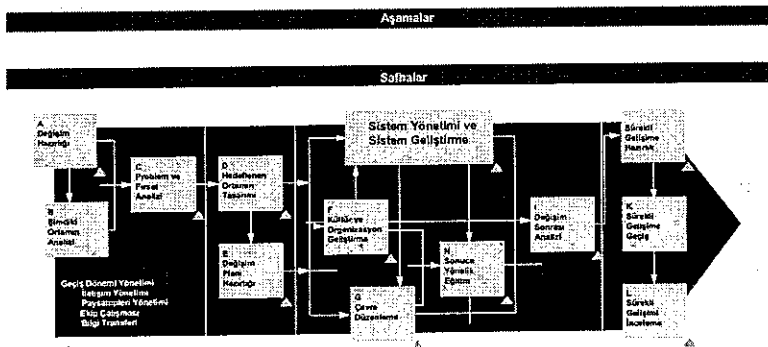 Aşamalar
Safhalar
A
Değişim
Hazırlığı
B
Şimdiki
Ortamın
Analizi
C
Problem ve
Fırsat
Analizi
D
Hedeflenen
Ortamın
Tasarımı
E
Değişim
Plan
Hazırlığı
Sistem Yönetimi ve
Sistem Geliştirme
F
Kültür ve
Organizasyon
Geliştirme
G
Çevre
Düzenleme
H
Sonuca
Yönelik
Eğitim
I
Değişim
Sonrası
Analizi
Sürekli
Gelişime
Hazırlık
K
Sürekli
Gelişime
Geçiş
L
Sürekli
Gelişimi
İnceleme
Geçiş Dönemi Yönetimi
İletişim Yönetimi
Paysahipleri Yönetimi
Ekip Çalışması
Bilgi Transferi